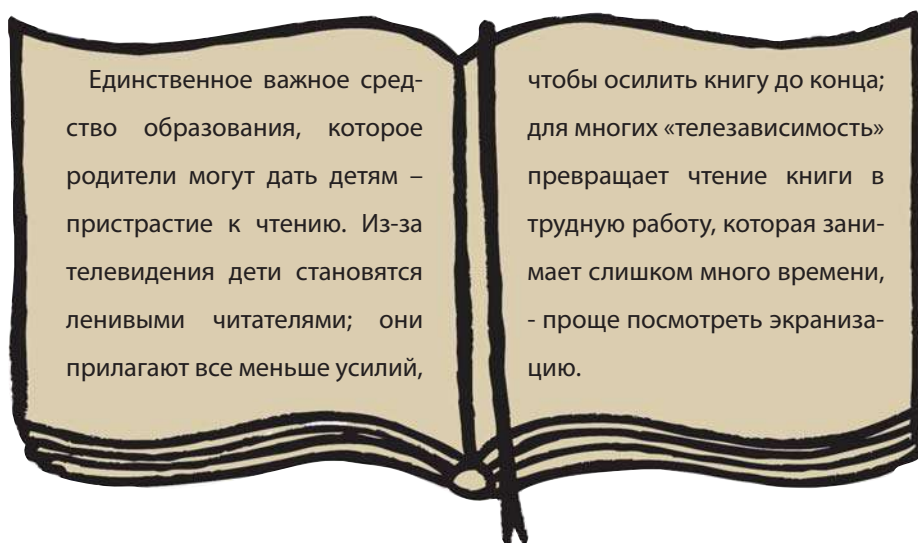 Единственное важное сред-
ство образования, которое
родители могут дать детям –
пристрастие к чтению. Из-за
телевидения дети становятся
ленивыми читателями; они
прилагают все меньше усилий,
чтобы осилить книгу до конца;
для многих «телезависимость»
превращает чтение книги в
трудную работу, которая зани-
мает слишком много времени,
- проще посмотреть экраниза-
цию.